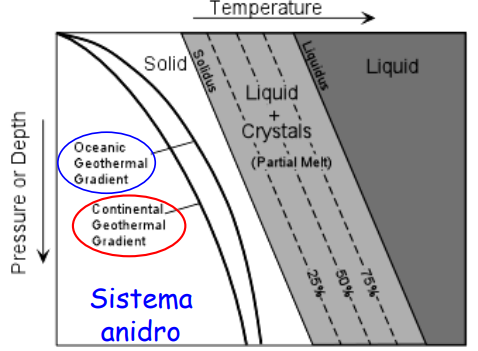 Temperature
Pressure or Depth
Solid
Solidus
Liquidus
Liquid
Liquid
+
Crystals
(Partial Melt)
Oceanic
Geothermal
Gradient
Continental
Geothermal
Gradient
25%
50%
75%
Sistema
anidro